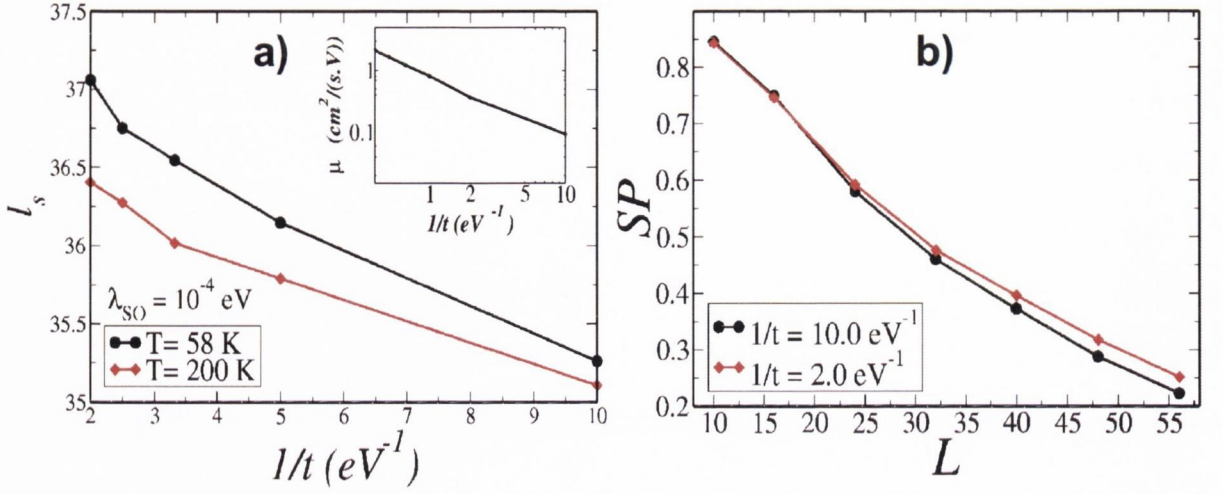 a)
37.5
37
36.5
36
35.5
35
l_s
λ_SO = 10^-4 eV
T= 58 K
T= 200 K
2 3 4 5 6 7 8 9 10
1/t (eV^-1)
μ (cm^2/(s.V))
1
0.1
1 2 5 10
1/t (eV^-1)
b)
0.8
0.7
0.6
0.5
0.4
0.3
0.2
SP
1/t = 10.0 eV^-1
1/t = 2.0 eV^-1
10 15 20 25 30 35 40 45 50 55
L